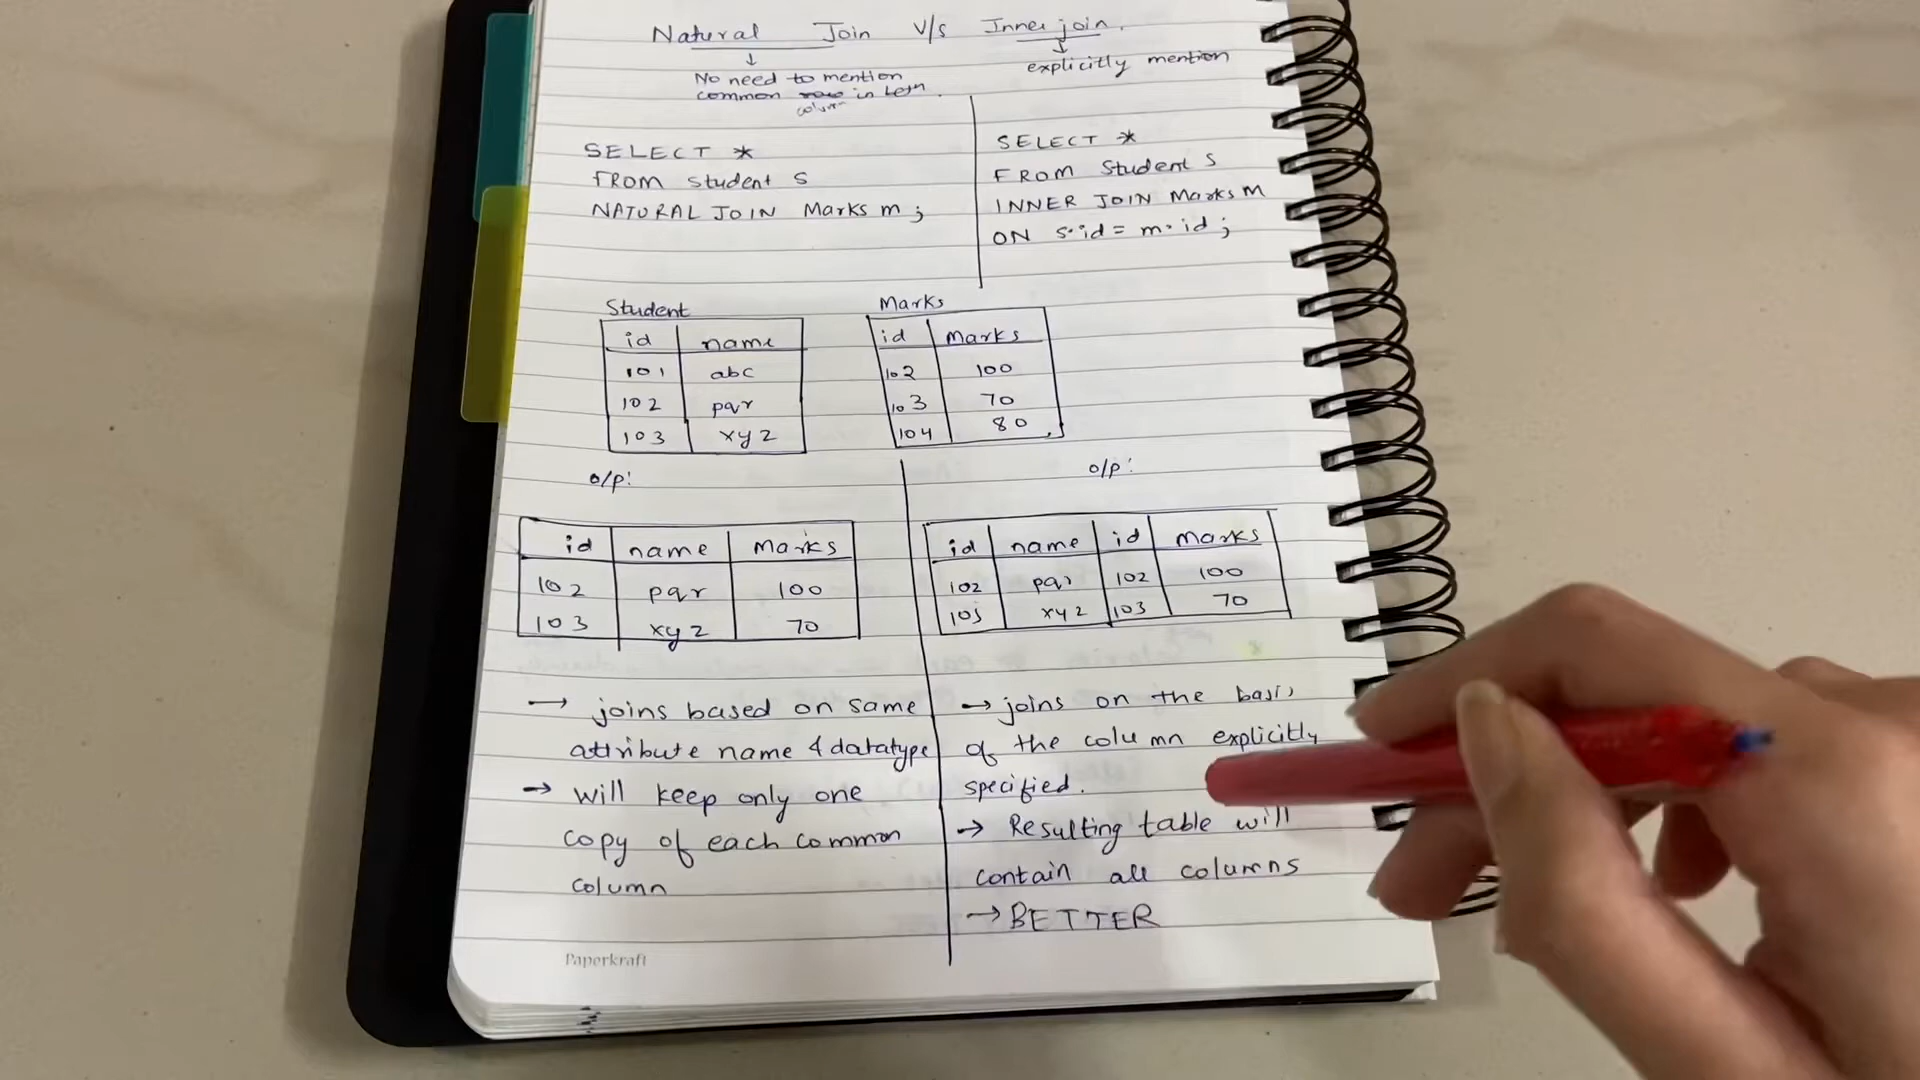 Natural Join V/s Inner join.
↓
No need to mention
common row in both.
column
↓
explicitly mention
SELECT *
FROM student s
NATURAL JOIN Marks m ;
SELECT *
FROM Student s
INNER JOIN Marks M
ON s.id = m.id ;
Student
id name
101 abc
102 pqr
103 xyz
Marks
id Marks
102 100
103 70
104 80
o/p:
id name Marks
102 pqr 100
103 xyz 70
→ joins based on same
attribute name & datatype
→ will keep only one
copy of each common
column
o/p:
id name id Marks
102 pqr 102 100
103 xyz 103 70
→ joins on the basis
of the column explicitly
specified.
→ Resulting table will
contain all columns
→ BETTER
Paperkraft